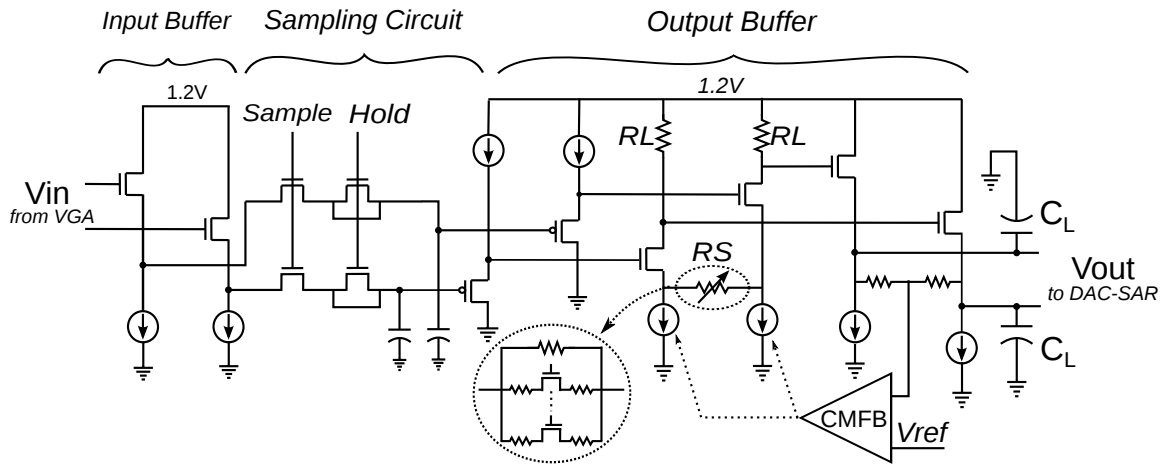 Input Buffer
Sampling Circuit
Output Buffer
1.2V
1.2V
Sample
Hold
RL
RL
Vin
from VGA
CL
RS
Vout
to DAC-SAR
CL
CMFB
Vref